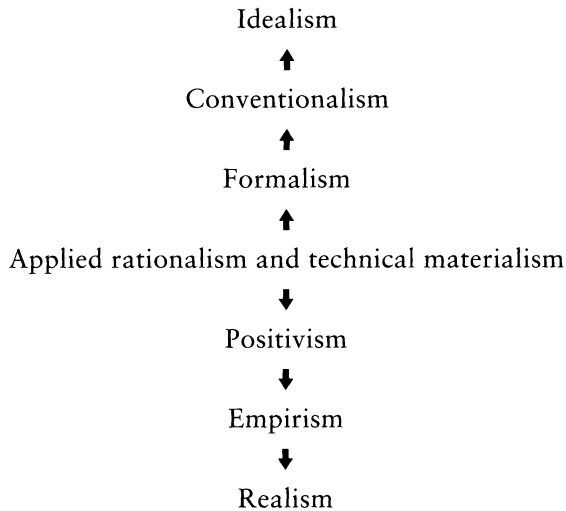 Idealism
Conventionalism
Formalism
Applied rationalism and technical materialism
Positivism
Empirism
Realism